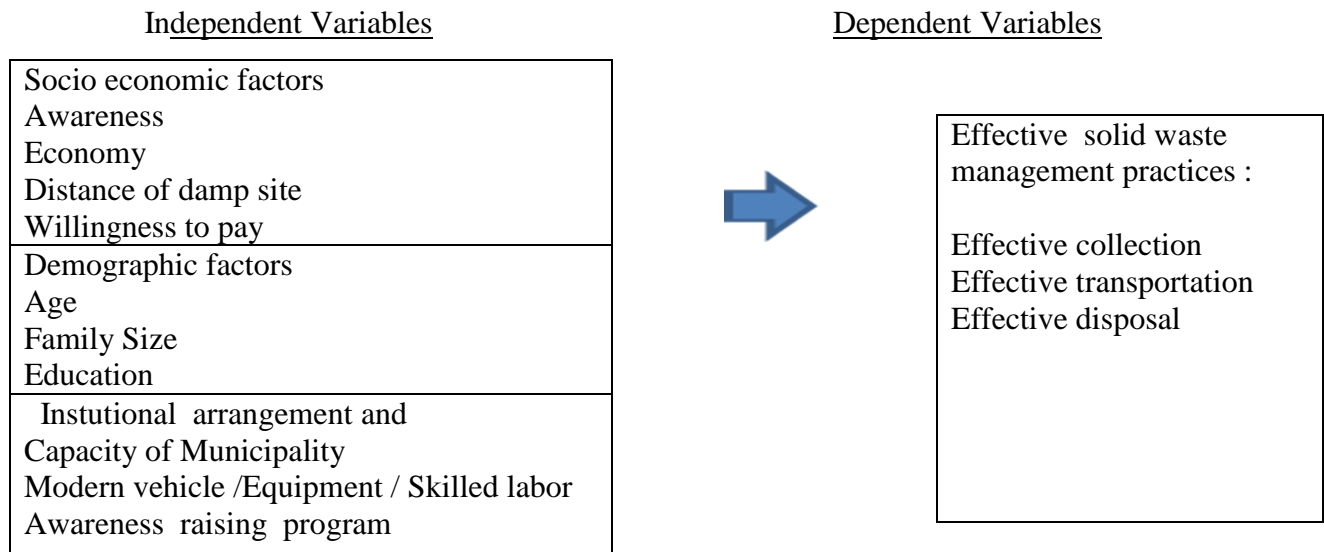 Independent Variables
Dependent Variables
Socio economic factors
Awareness
Economy
Distance of damp site
Willingness to pay
Demographic factors
Age
Family Size
Education
Instutional arrangement and
Capacity of Municipality
Modern vehicle /Equipment / Skilled labor
Awareness raising program
Effective solid waste
management practices :
Effective collection
Effective transportation
Effective disposal